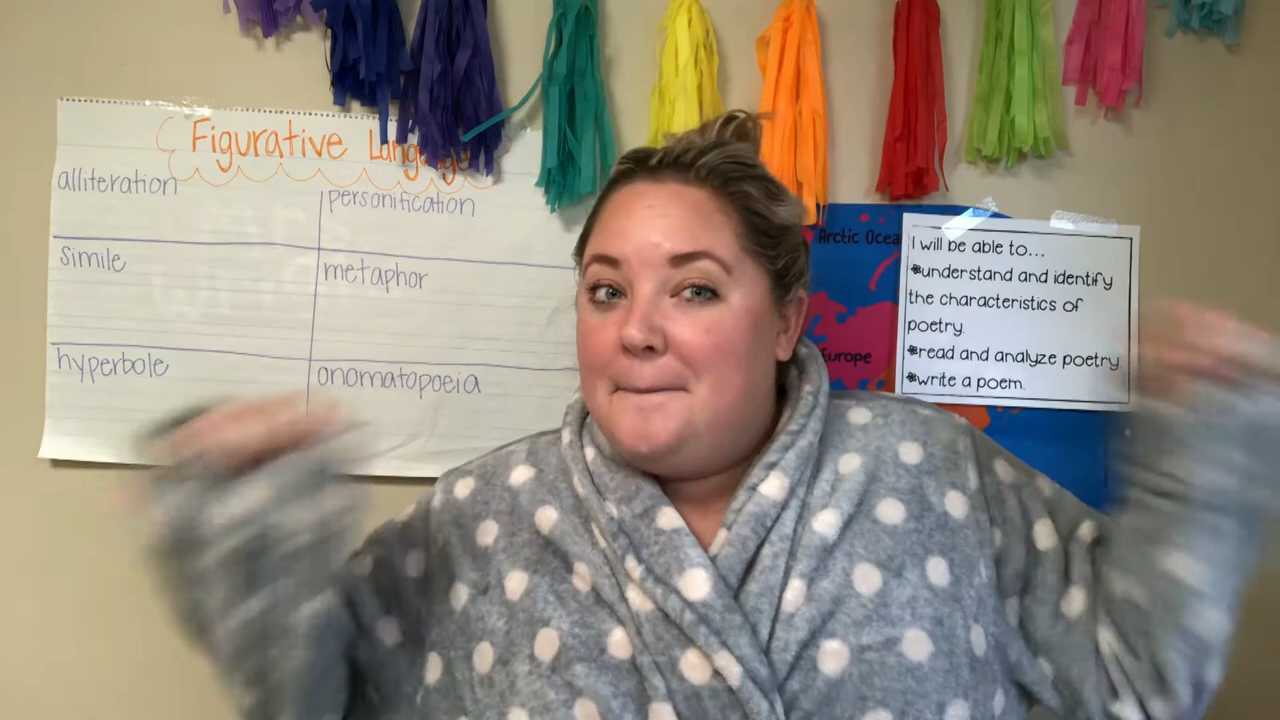 Figurative Language
alliteration
personification
simile
metaphor
hyperbole
onomatopoeia
Arctic
Europe
I will be able to...
*understand and identify
the characteristics of
poetry.
*read and analyze poetry
*write a poem.